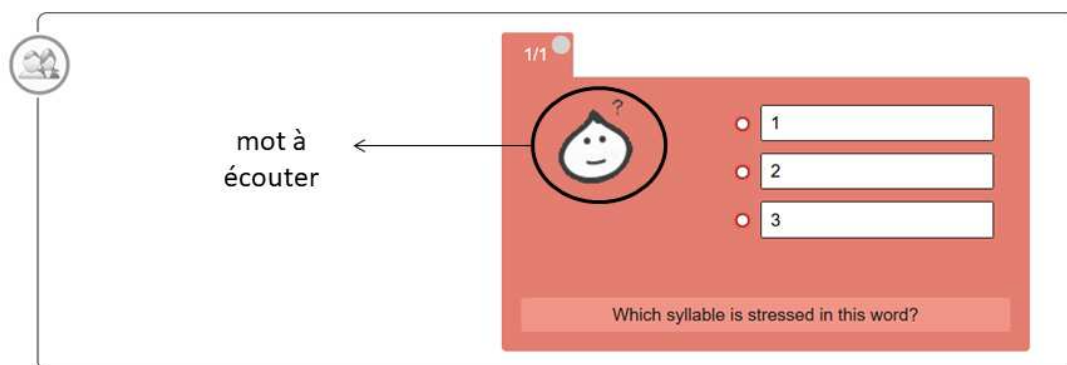 1/1
?
mot à
écouter
1
2
3
Which syllable is stressed in this word?